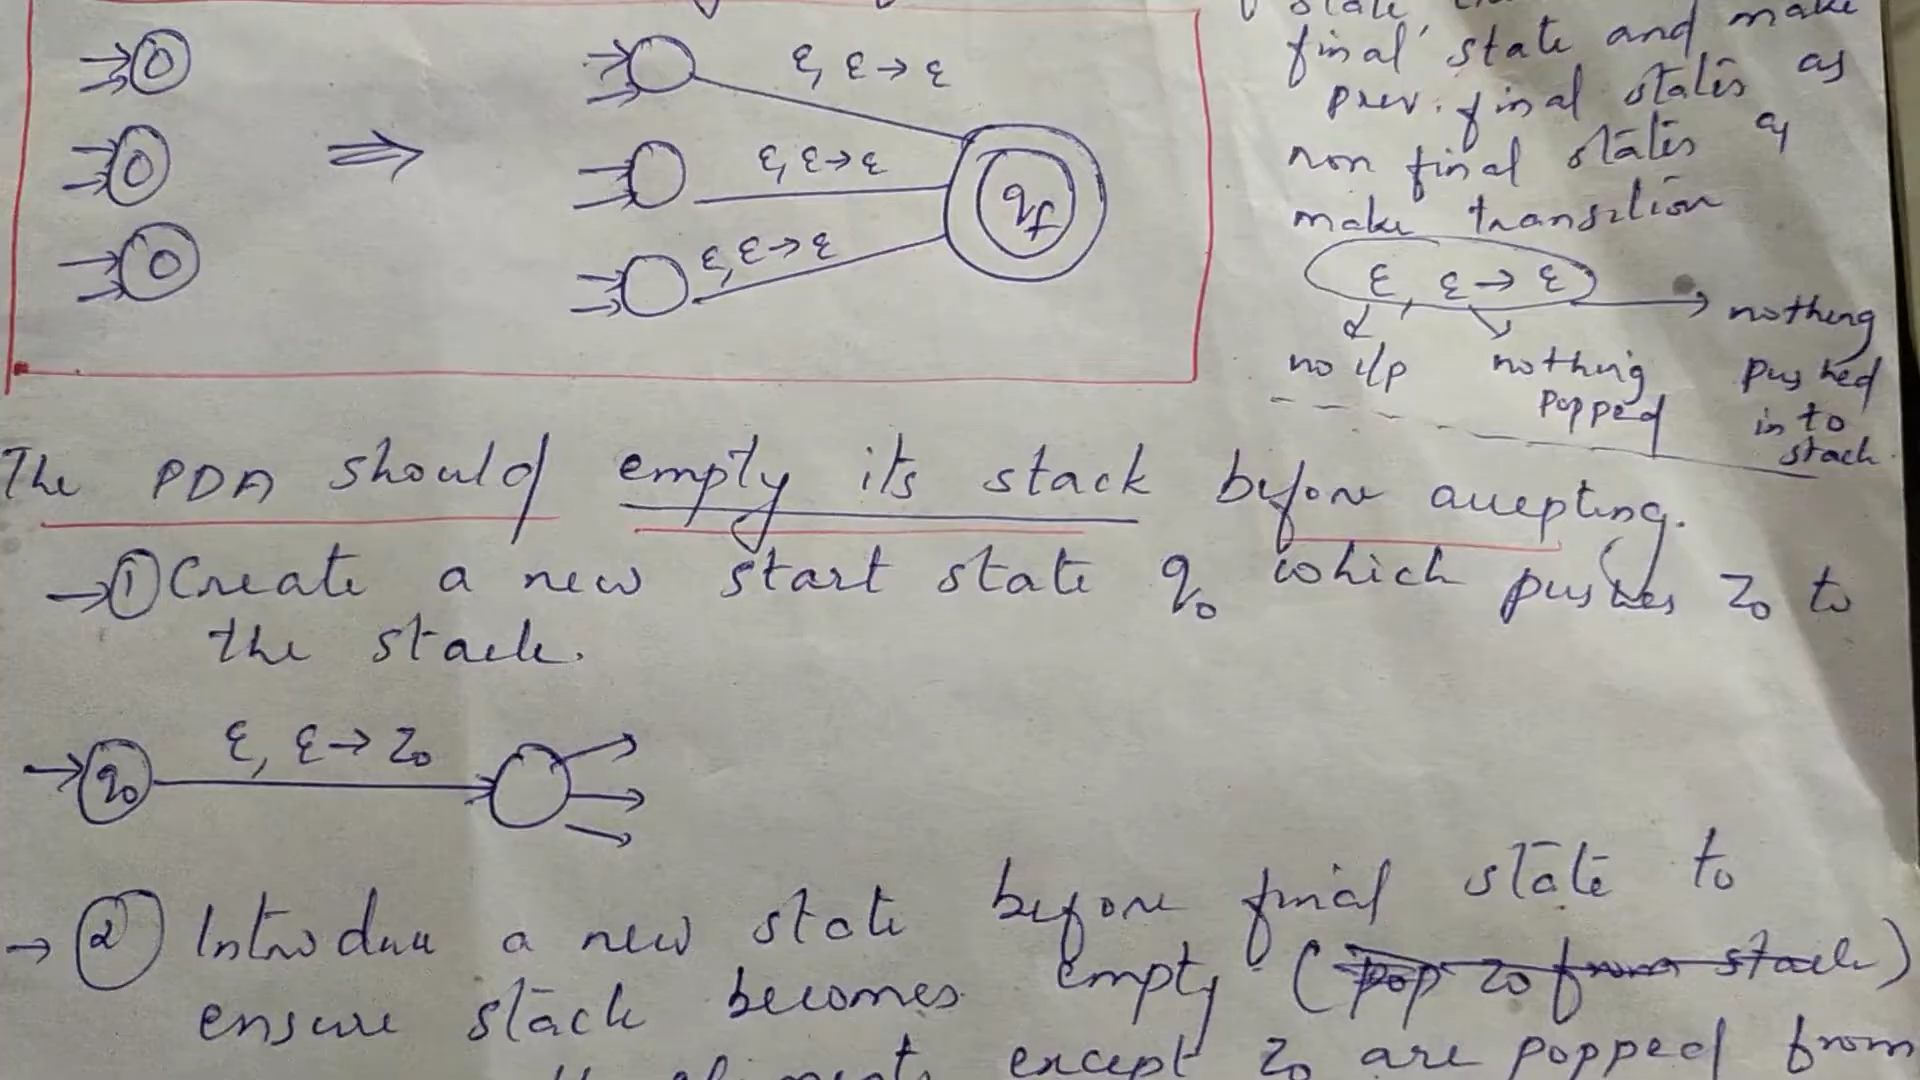 ε, ε → ε
ε, ε → ε
ε, ε → ε
qf
state
final state and make
prev. final states as
non final states &
make transition
ε, ε → ε
no i/p
nothing
popped
nothing
pushed
into
stack.
The PDA should empty its stack before accepting.
→ ① Create a new start state q₀ which pushes z₀ to
the stack.
q₀
ε, ε → z₀
→ ② Introduce a new state before final state to
ensure stack becomes empty (pop z₀ from stack)
except z₀ are popped from